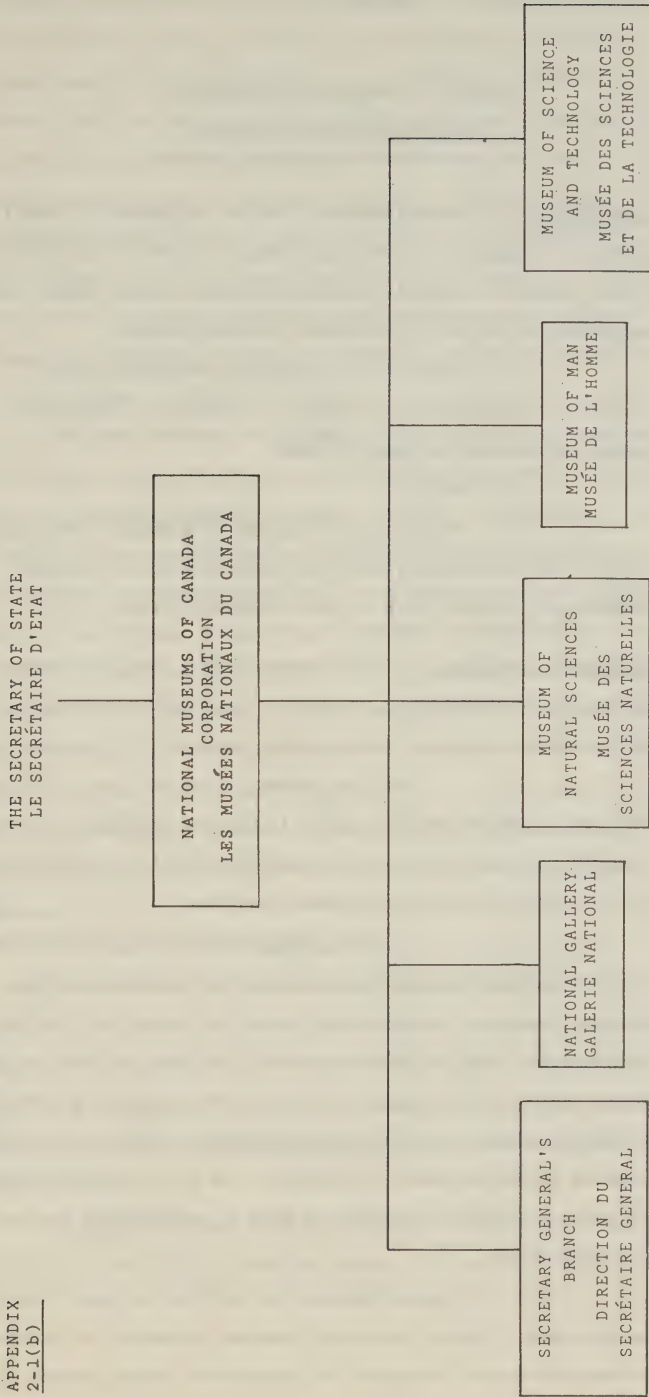 APPENDIX
2-1(b)
THE SECRETARY OF STATE
LE SECRÉTAIRE D'ETAT
NATIONAL MUSEUMS OF CANADA
CORPORATION
LES MUSÉES NATIONAUX DU CANADA
SECRETARY GENERAL'S
BRANCH
DIRECTION DU
SECRÉTAIRE GENERAL
NATIONAL GALLERY
GALERIE NATIONAL
MUSEUM OF
NATURAL SCIENCES
MUSÉE DES
SCIENCES NATURELLES
MUSEUM OF MAN
MUSÉE DE L'HOMME
MUSEUM OF SCIENCE
AND TECHNOLOGY
MUSÉE DES SCIENCES
ET DE LA TECHNOLOGIE